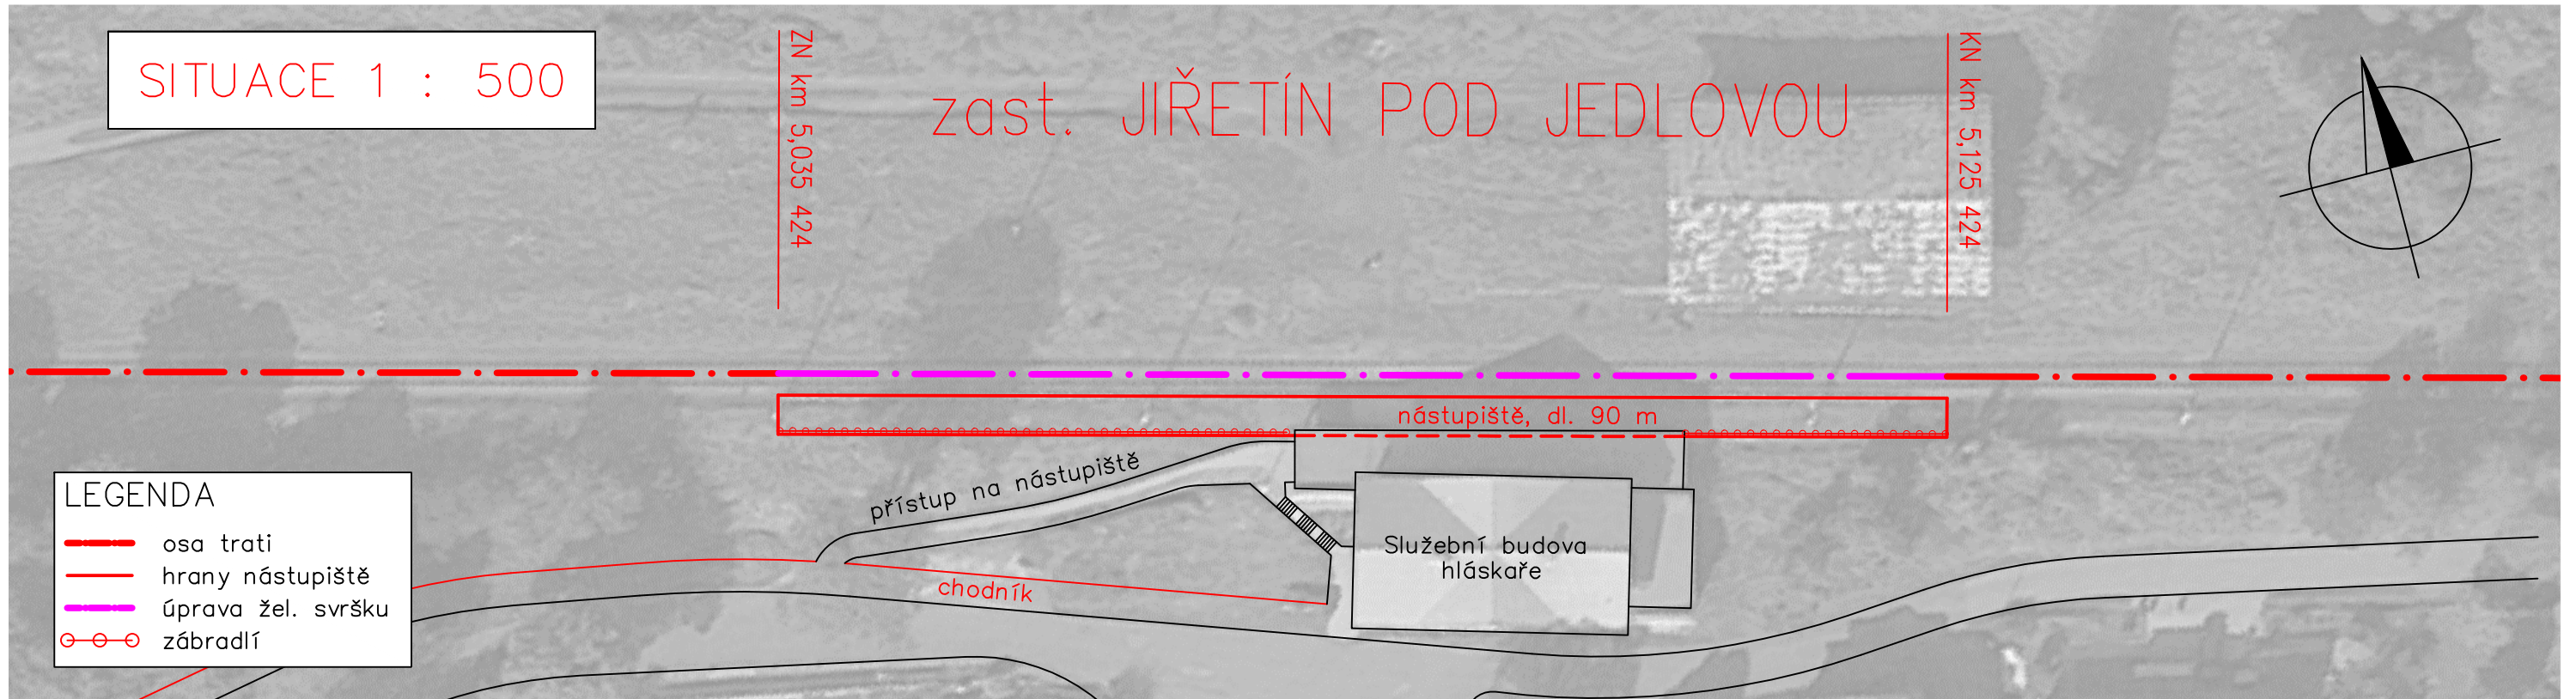 SITUACE 1 : 500
ZN km 5,035 424
zast. JIŘETÍN POD JEDLOVOU
KN km 5,125 424
nástupiště, dl. 90 m
přístup na nástupiště
Služební budova
hláskaře
chodník
LEGENDA
osa trati
hrany nástupiště
úprava žel. svršku
zábradlí